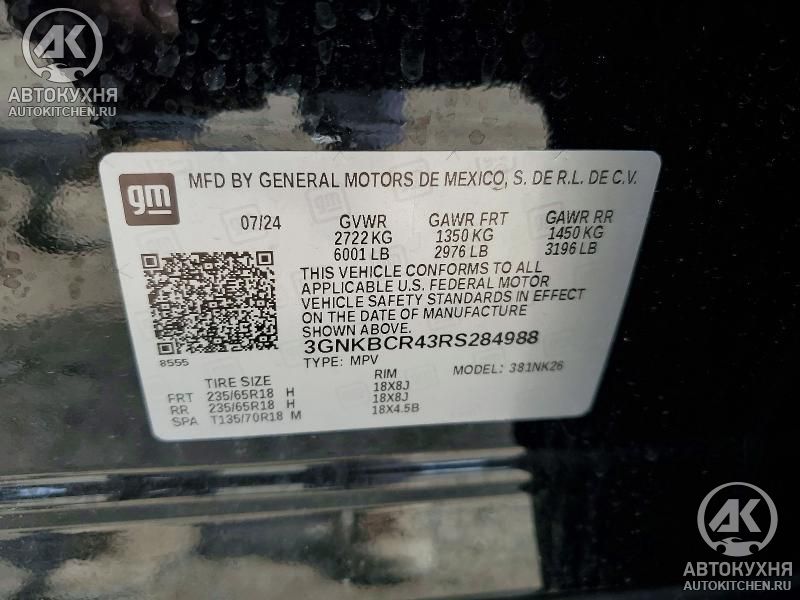 АК
АВТОКУХНЯ
AUTOKITCHEN.RU
gm MFD BY GENERAL MOTORS DE MEXICO, S. DE R.L. DE C.V.
07/24 GVWR GAWR FRT GAWR RR
2722 KG 1350 KG 1450 KG
6001 LB 2976 LB 3196 LB
THIS VEHICLE CONFORMS TO ALL
APPLICABLE U.S. FEDERAL MOTOR
VEHICLE SAFETY STANDARDS IN EFFECT
ON THE DATE OF MANUFACTURE
SHOWN ABOVE.
3GNKBCR43RS284988
8555 TYPE: MPV MODEL: 381NK26
TIRE SIZE RIM
FRT 235/65R18 H 18X8J
RR 235/65R18 H 18X8J
SPA T135/70R18 M 18X4.5B
АК
АВТОКУХНЯ
AUTOKITCHEN.RU